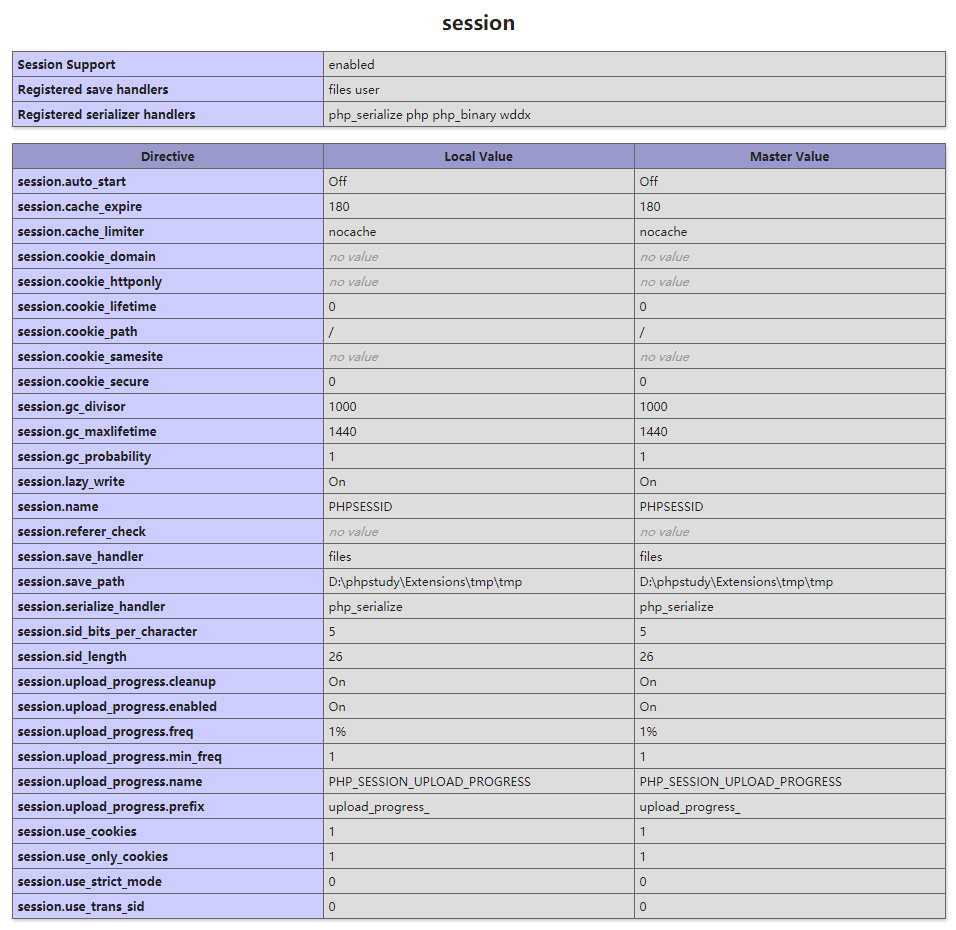 session
Session Support enabled
Registered save handlers files user
Registered serializer handlers php_serialize php php_binary wddx
Directive Local Value Master Value
session.auto_start Off Off
session.cache_expire 180 180
session.cache_limiter nocache nocache
session.cookie_domain no value no value
session.cookie_httponly no value no value
session.cookie_lifetime 0 0
session.cookie_path / /
session.cookie_samesite no value no value
session.cookie_secure 0 0
session.gc_divisor 1000 1000
session.gc_maxlifetime 1440 1440
session.gc_probability 1 1
session.lazy_write On On
session.name PHPSESSID PHPSESSID
session.referer_check no value no value
session.save_handler files files
session.save_path D:\phpstudy\Extensions\tmp\tmp D:\phpstudy\Extensions\tmp\tmp
session.serialize_handler php_serialize php_serialize
session.sid_bits_per_character 5 5
session.sid_length 26 26
session.upload_progress.cleanup On On
session.upload_progress.enabled On On
session.upload_progress.freq 1% 1%
session.upload_progress.min_freq 1 1
session.upload_progress.name PHP_SESSION_UPLOAD_PROGRESS PHP_SESSION_UPLOAD_PROGRESS
session.upload_progress.prefix upload_progress_ upload_progress_
session.use_cookies 1 1
session.use_only_cookies 1 1
session.use_strict_mode 0 0
session.use_trans_sid 0 0